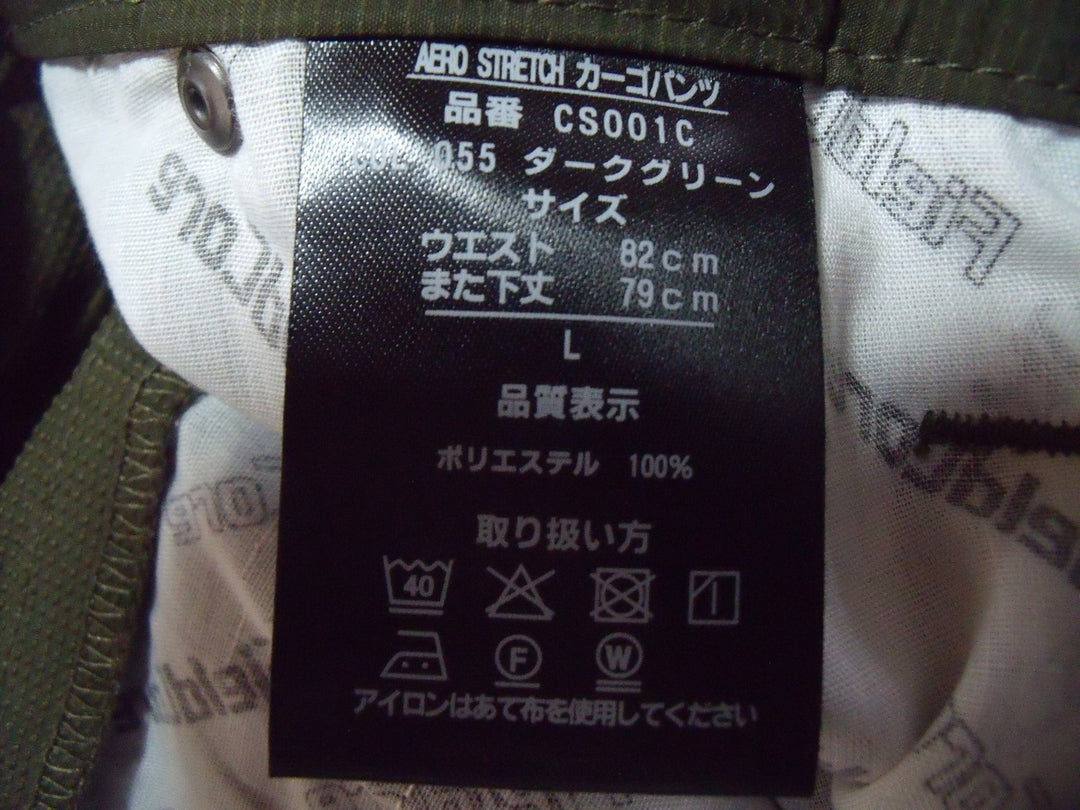 AERO STRETCH カーゴパンツ
品番 CS001C
COL 055 ダークグリーン
サイズ
ウエスト 82cm
また下丈 79cm
L
品質表示
ポリエステル 100%
取り扱い方
40
F W
アイロンはあて布を使用してください
Fieldcore